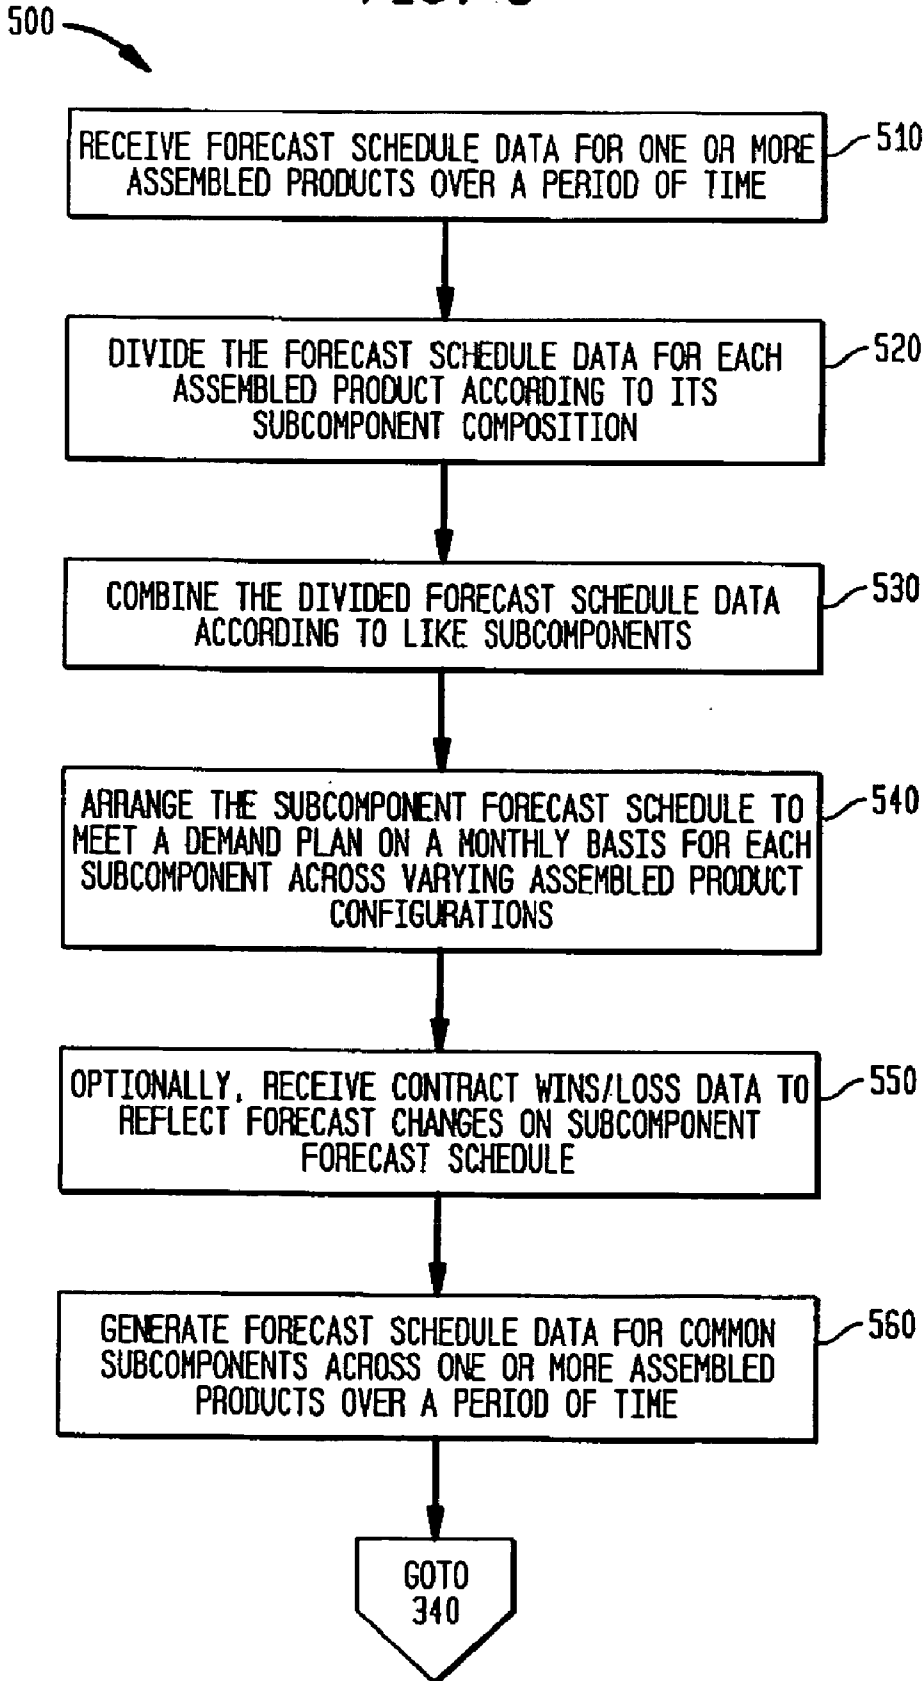 500
RECEIVE FORECAST SCHEDULE DATA FOR ONE OR MORE
ASSEMBLED PRODUCTS OVER A PERIOD OF TIME
510
DIVIDE THE FORECAST SCHEDULE DATA FOR EACH
ASSEMBLED PRODUCT ACCORDING TO ITS
SUBCOMPONENT COMPOSITION
520
COMBINE THE DIVIDED FORECAST SCHEDULE DATA
ACCORDING TO LIKE SUBCOMPONENTS
530
ARRANGE THE SUBCOMPONENT FORECAST SCHEDULE TO
MEET A DEMAND PLAN ON A MONTHLY BASIS FOR EACH
SUBCOMPONENT ACROSS VARYING ASSEMBLED PRODUCT
CONFIGURATIONS
540
OPTIONALLY, RECEIVE CONTRACT WINS/LOSS DATA TO
REFLECT FORECAST CHANGES ON SUBCOMPONENT
FORECAST SCHEDULE
550
GENERATE FORECAST SCHEDULE DATA FOR COMMON
SUBCOMPONENTS ACROSS ONE OR MORE ASSEMBLED
PRODUCTS OVER A PERIOD OF TIME
560
GOTO
340